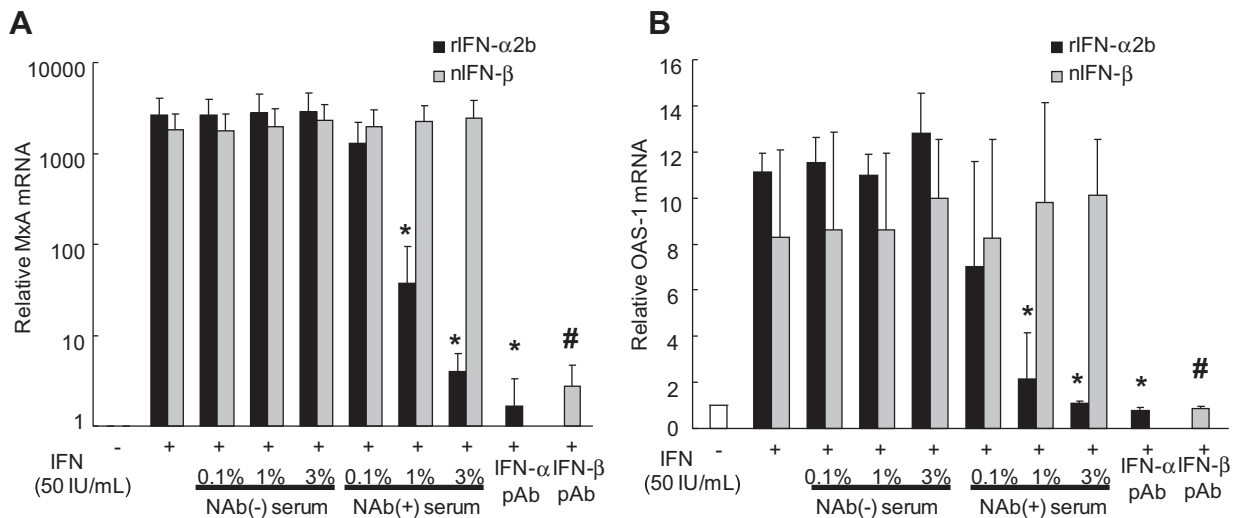 A
rIFN-α2b
nIFN-β
10000
1000
100
10
1
Relative MxA mRNA
*
*
*
#
- + + + + + + + + +
IFN
(50 IU/mL)
0.1% 1% 3% 0.1% 1% 3%
NAb(-) serum NAb(+) serum
IFN-α IFN-β
pAb pAb
B
rIFN-α2b
nIFN-β
16
14
12
10
8
6
4
2
0
Relative OAS-1 mRNA
*
*
*
#
- + + + + + + + + +
IFN
(50 IU/mL)
0.1% 1% 3% 0.1% 1% 3%
NAb(-) serum NAb(+) serum
IFN-α IFN-β
pAb pAb